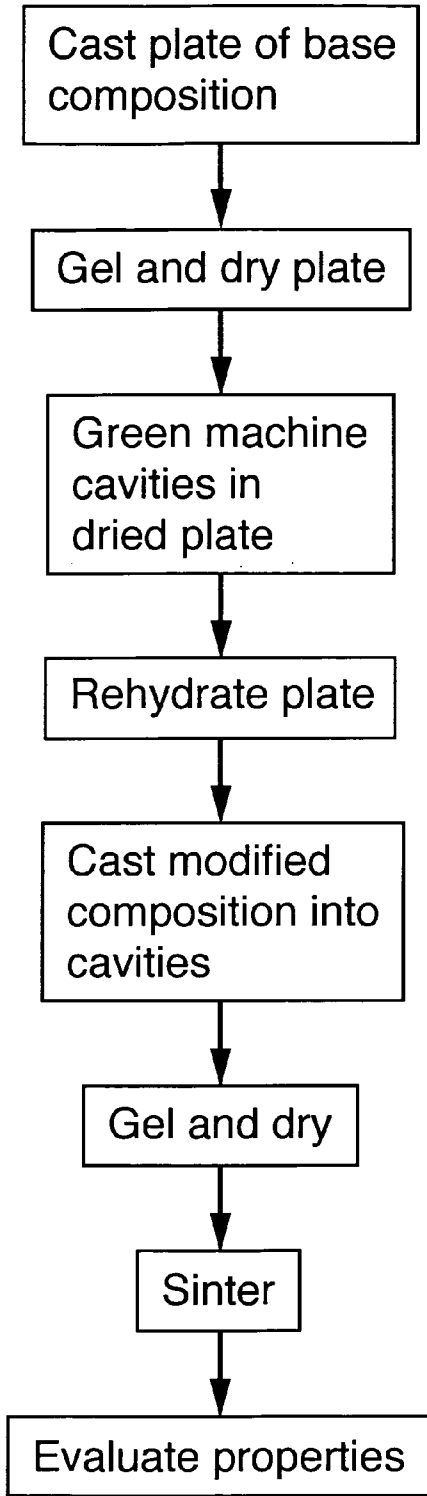 Cast plate of base
composition
Gel and dry plate
Green machine
cavities in
dried plate
Rehydrate plate
Cast modified
composition into
cavities
Gel and dry
Sinter
Evaluate properties